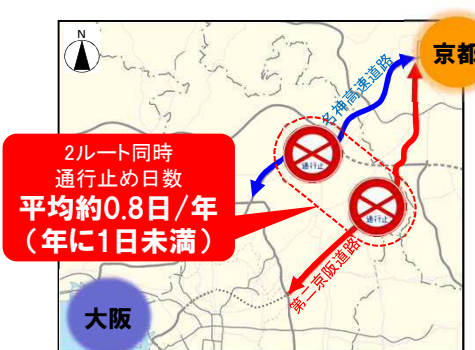 N
京都
名神高速道路
通行止
2ルート同時
通行止め日数
平均約0.8日/年
(年に1日未満)
通行止
第二京阪道路
大阪